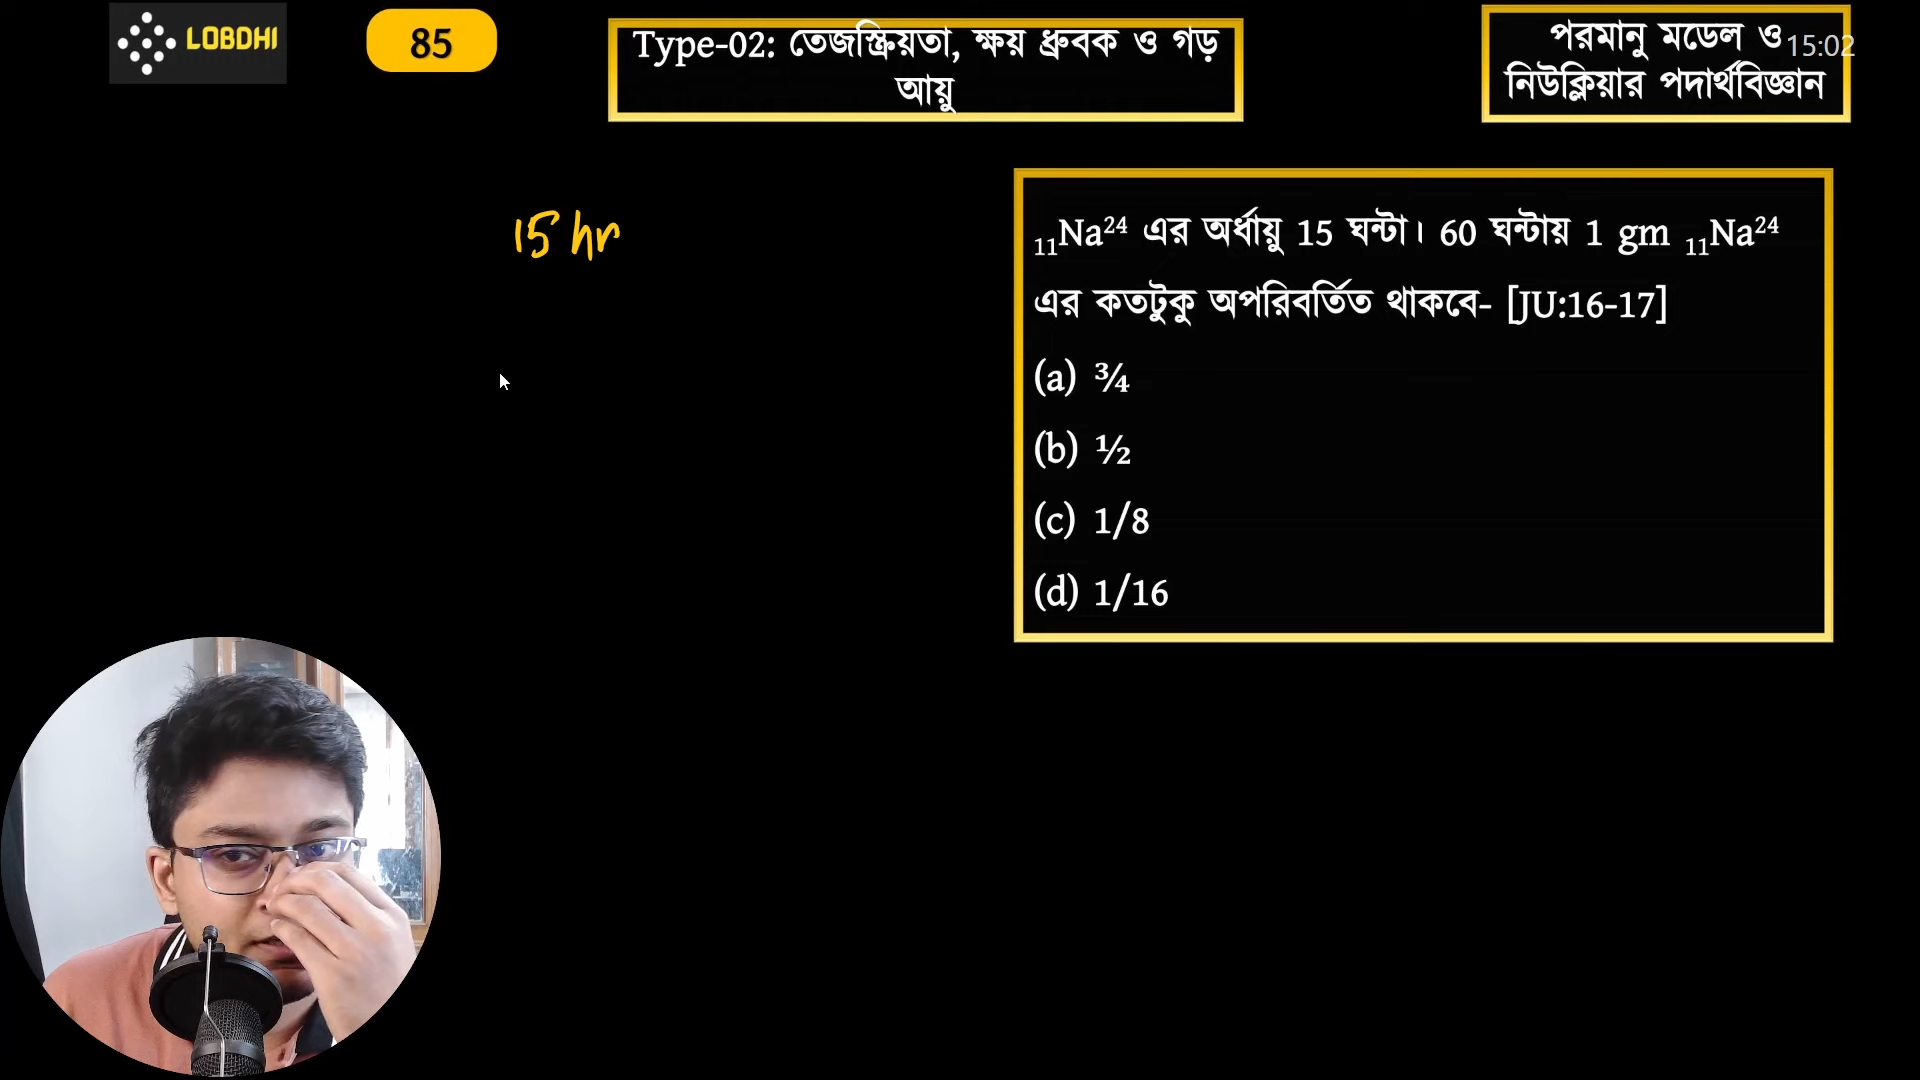 LOBDHI
85
Type-02: তেজস্ক্রিয়তা, ক্ষয় ধ্রুবক ও গড়
আয়ু
পরমানু মডেল ও
নিউক্লিয়ার পদার্থবিজ্ঞান
15:02
15 hr
₁₁Na²⁴ এর অর্ধায়ু 15 ঘন্টা। 60 ঘন্টায় 1 gm ₁₁Na²⁴
এর কতটুকু অপরিবর্তিত থাকবে- [JU:16-17]
(a) ¾
(b) ½
(c) 1/8
(d) 1/16